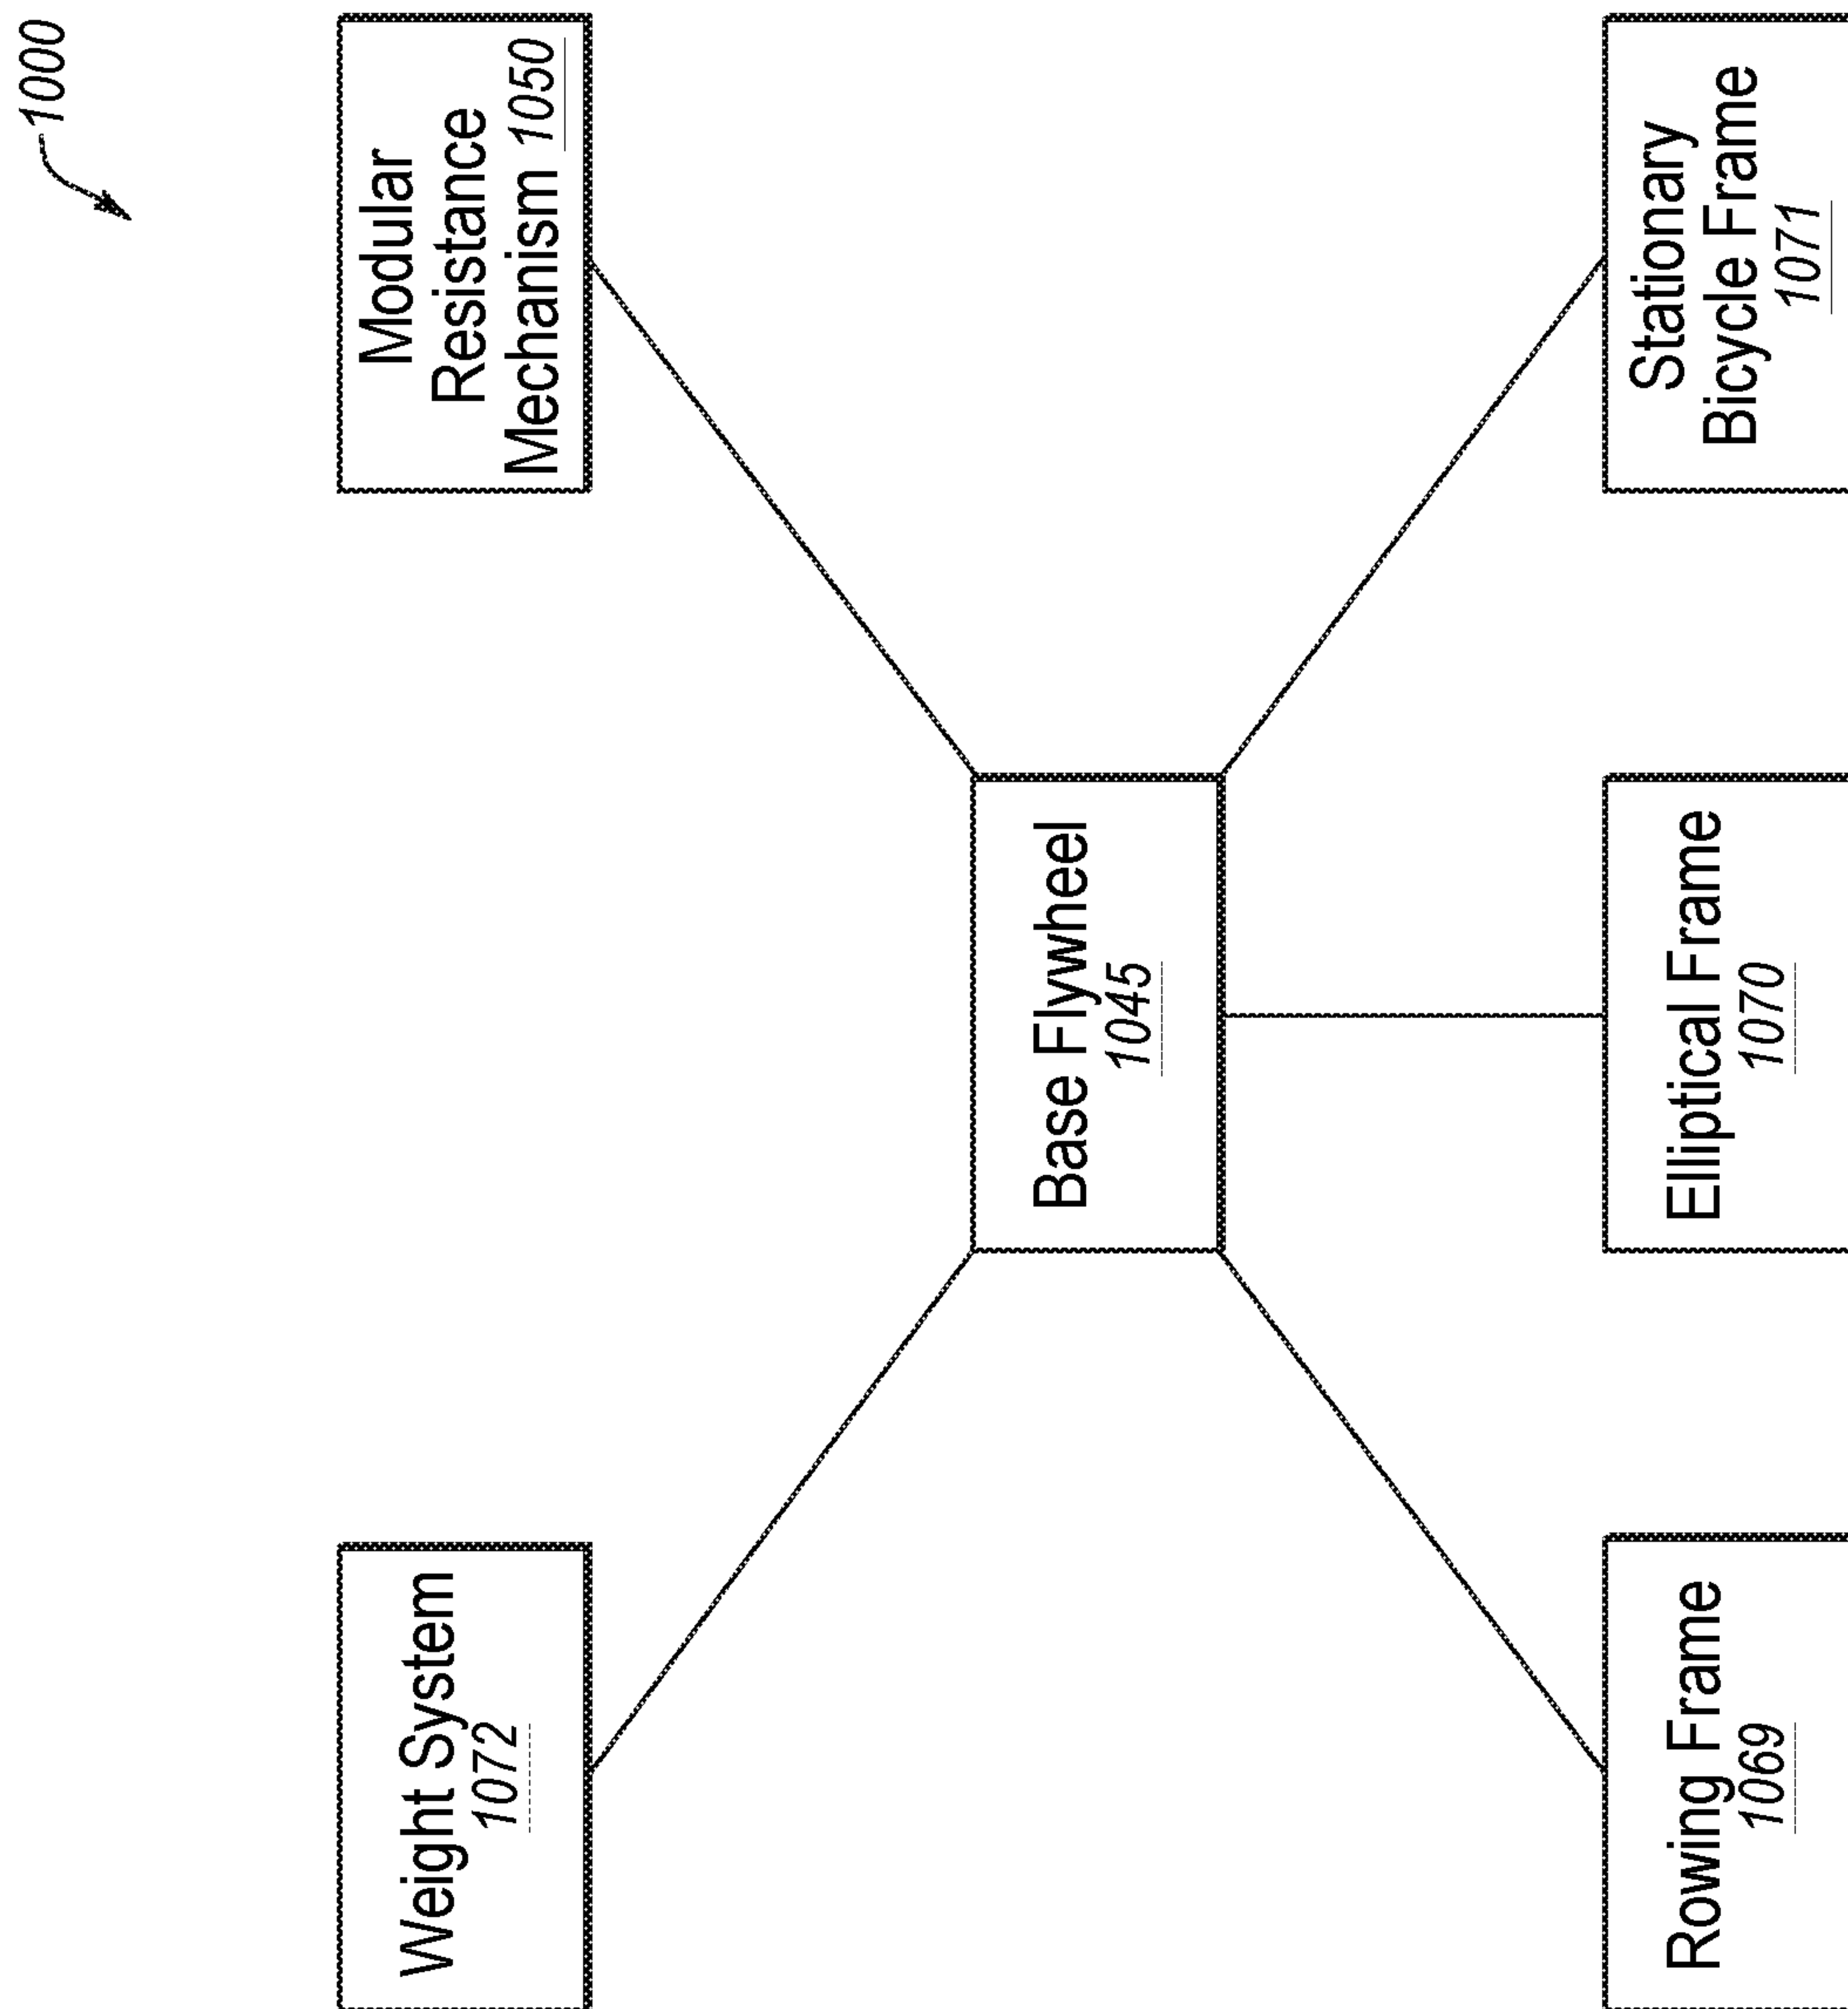 1000
Weight System
1072
Modular
Resistance
Mechanism 1050
Base Flywheel
1045
Rowing Frame
1069
Elliptical Frame
1070
Stationary
Bicycle Frame
1071